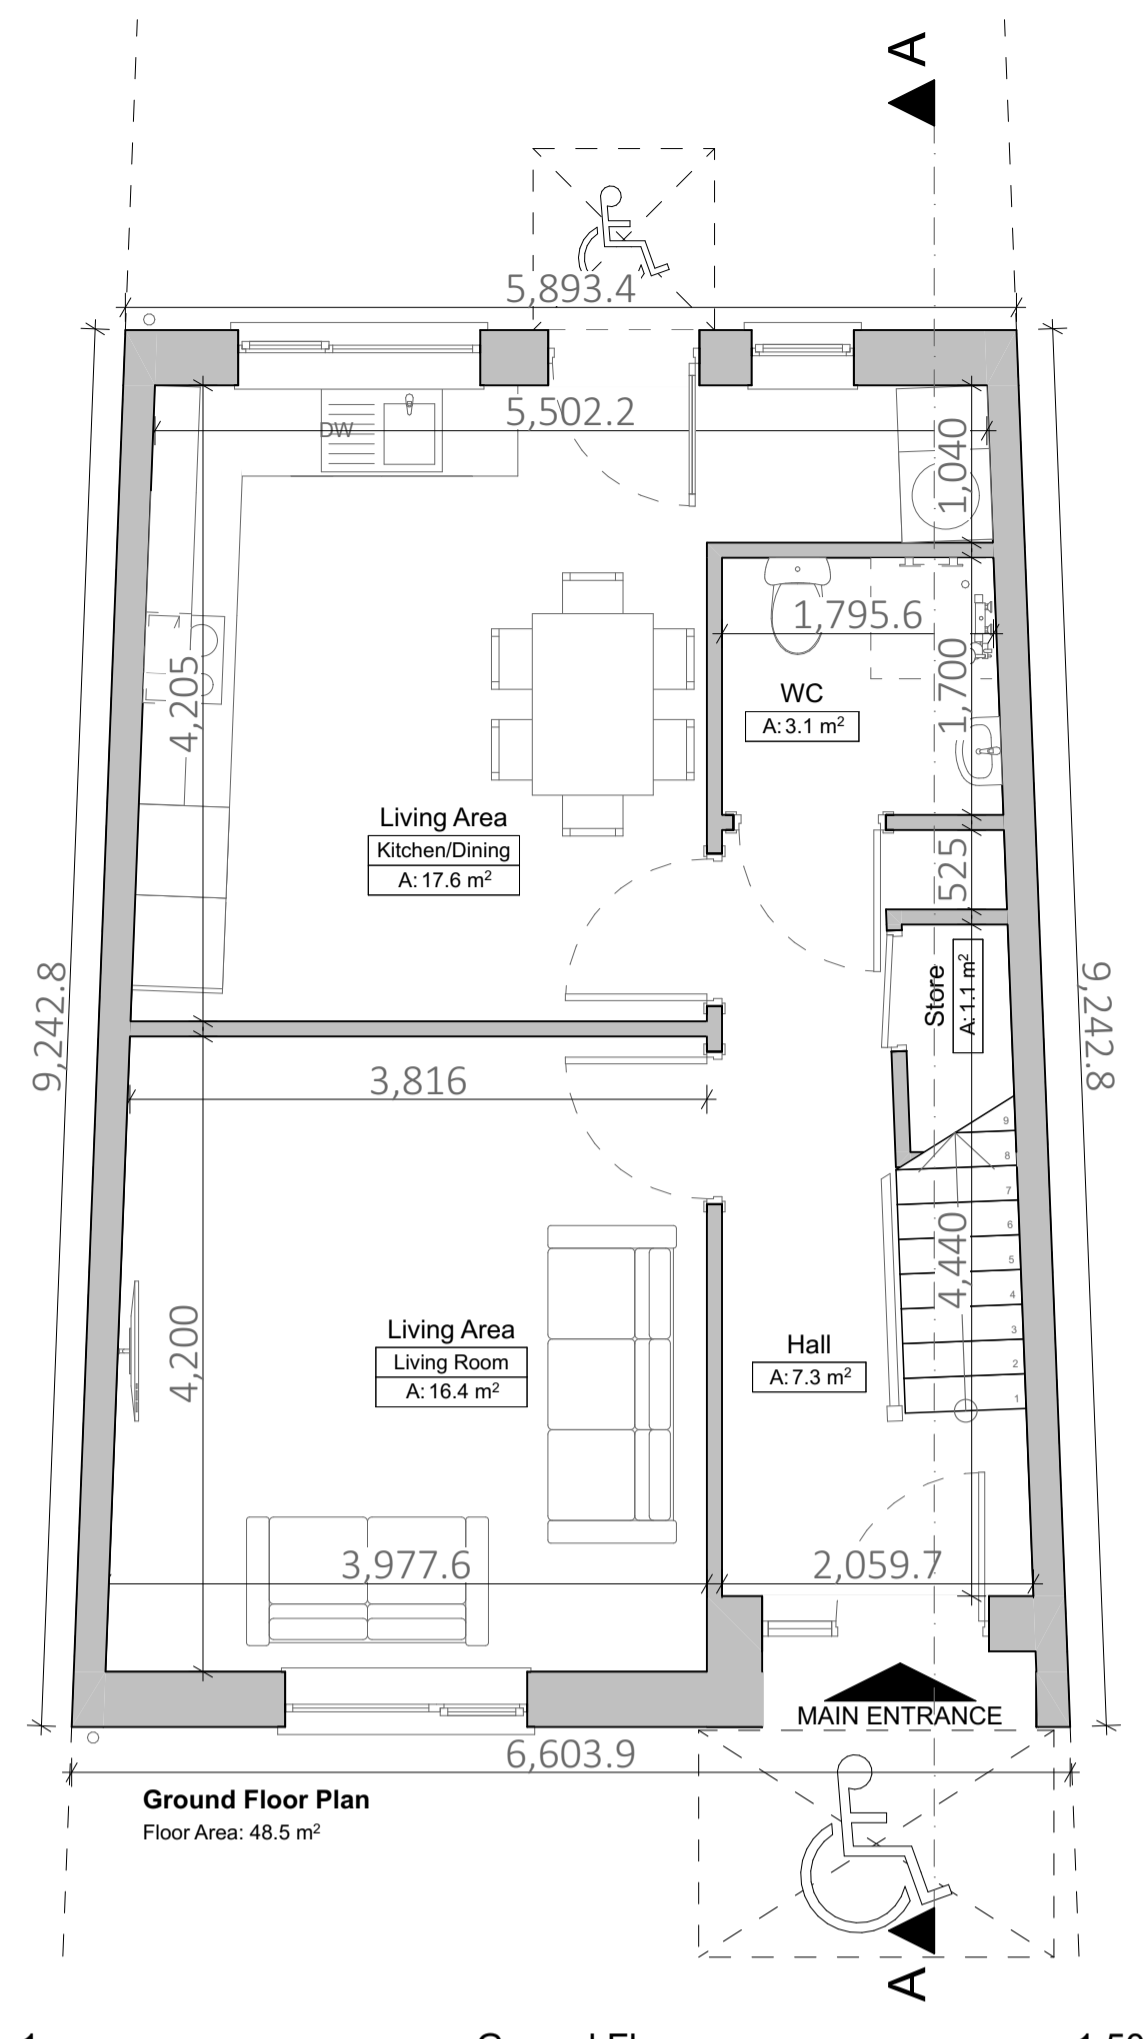 A
5,893.4
5,502.2
DW
1,040
1,795.6
4,205
1,700
WC
A: 3.1 m²
Living Area
Kitchen/Dining
A: 17.6 m²
525
Store
A: 1.1 m²
9,242.8
9,242.8
3,816
9
8
7
6
5
4
3
2
1
4,440
4,200
Living Area
Living Room
A: 16.4 m²
Hall
A: 7.3 m²
3,977.6
2,059.7
MAIN ENTRANCE
6,603.9
Ground Floor Plan
Floor Area: 48.5 m²
A